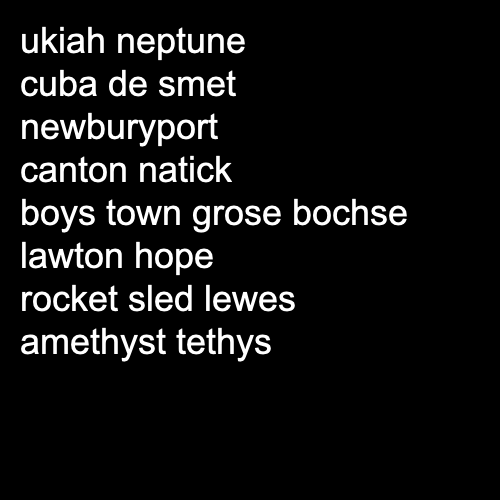 ukiah neptune
cuba de smet
newburyport
canton natick
boys town grose bochse
lawton hope
rocket sled lewes
amethyst tethys